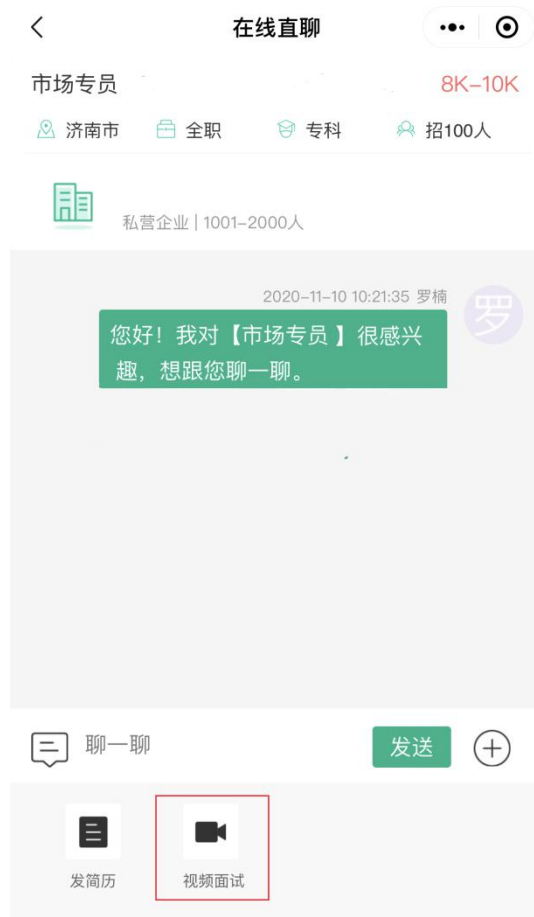 在线直聊
市场专员
8K-10K
济南市 全职 专科 招100人
私营企业 | 1001-2000人
2020-11-10 10:21:35 罗楠
罗
您好！我对【市场专员 】很感兴
趣，想跟您聊一聊。
聊一聊
发送
发简历 视频面试